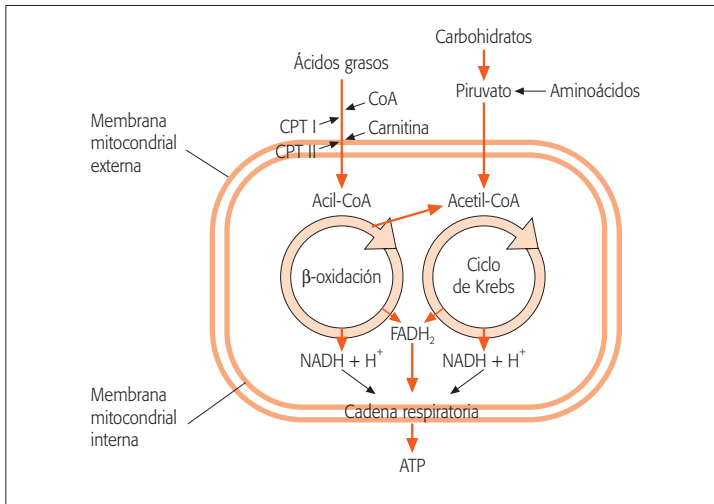 Carbohidratos
Ácidos grasos
Piruvato
Aminoácidos
CoA
CPT I
Carnitina
CPT II
Membrana
mitocondrial
externa
Acil-CoA
Acetil-CoA
β-oxidación
Ciclo
de Krebs
FADH₂
NADH + H⁺
NADH + H⁺
Membrana
mitocondrial
interna
Cadena respiratoria
ATP